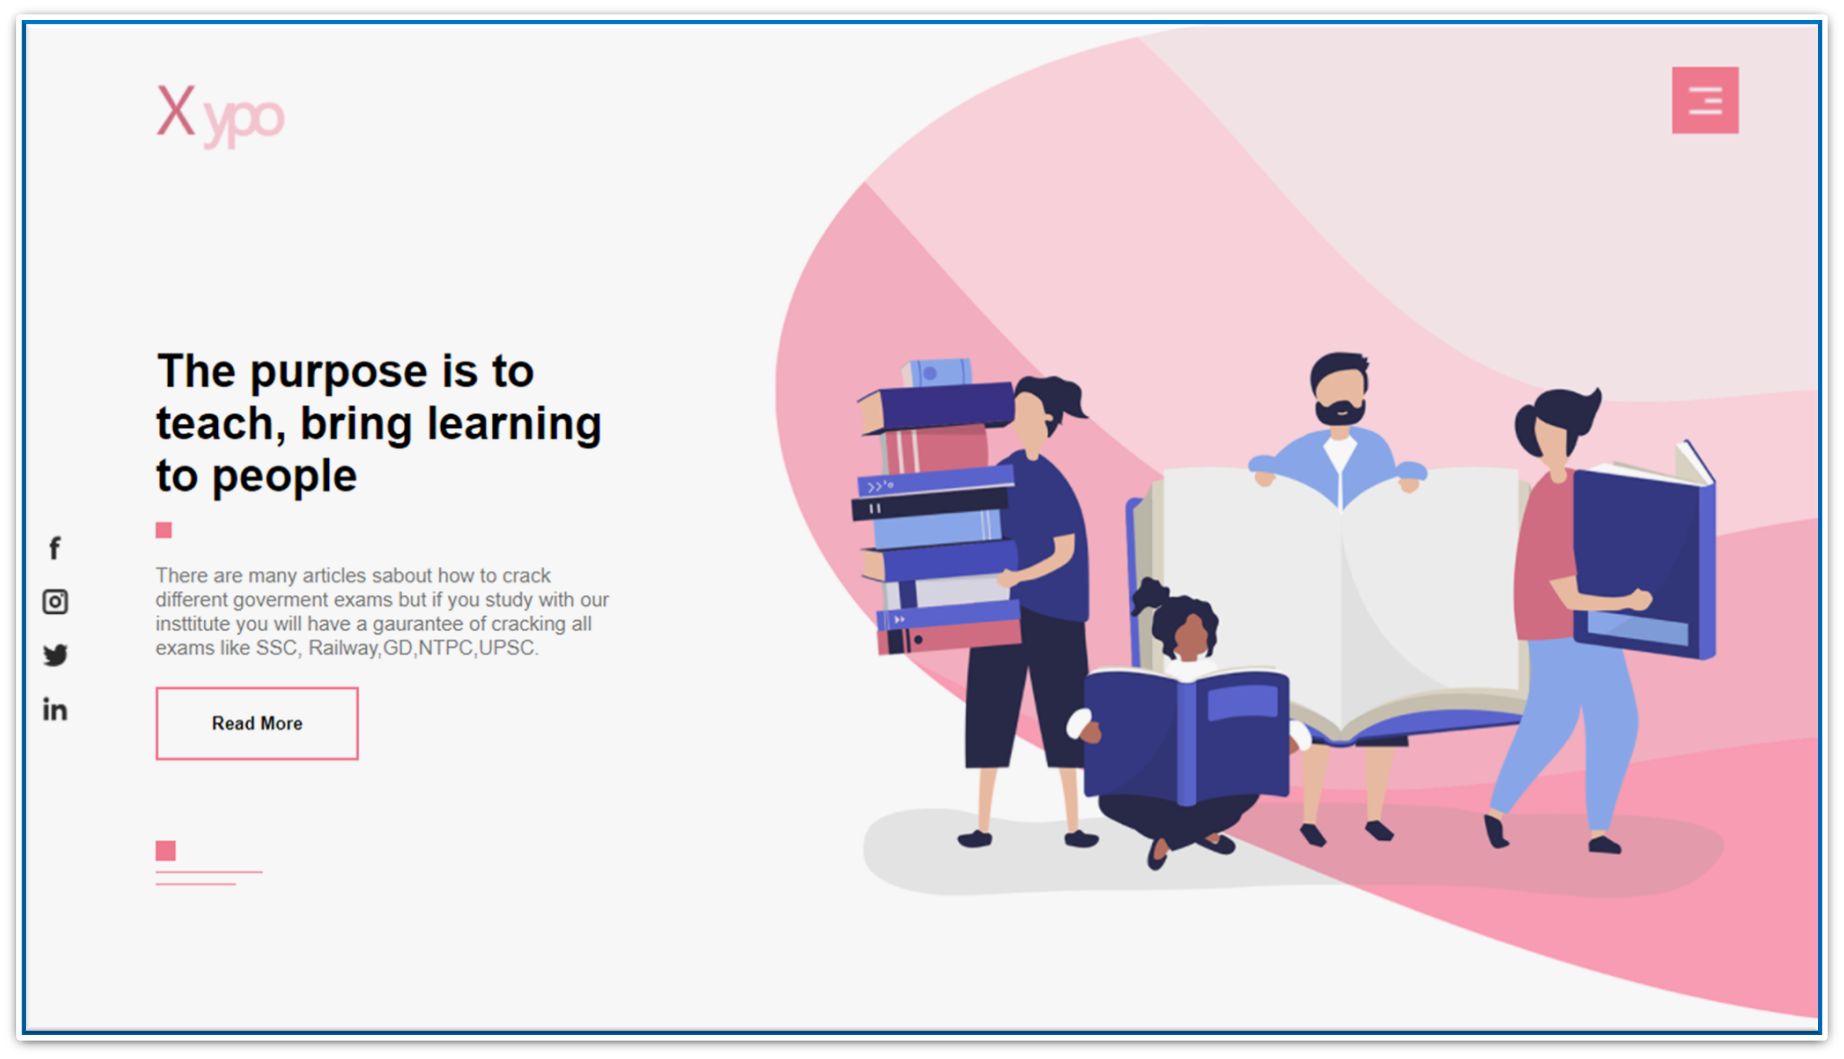 X ypo
The purpose is to
teach, bring learning
to people
There are many articles sabout how to crack
different goverment exams but if you study with our
insttitute you will have a gaurantee of cracking all
exams like SSC, Railway,GD,NTPC,UPSC.
Read More